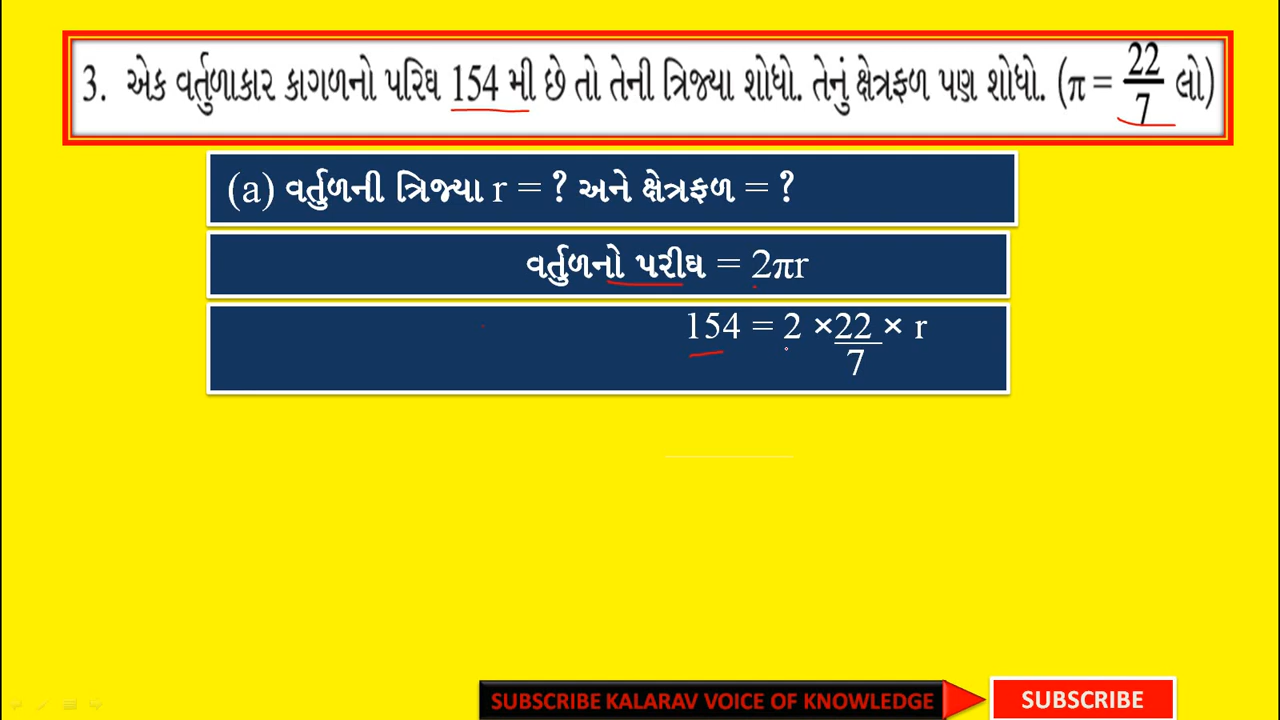 3. એક વર્તુળાકાર કાગળનો પરિઘ 154 મી છે તો તેની ત્રિજ્યા શોધો. તેનું ક્ષેત્રફળ પણ શોધો. (π = 22/7 લો)
(a) વર્તુળની ત્રિજ્યા r = ? અને ક્ષેત્રફળ = ?
વર્તુળનો પરીઘ = 2πr
154 = 2 × 22/7 × r
SUBSCRIBE KALARAV VOICE OF KNOWLEDGE SUBSCRIBE